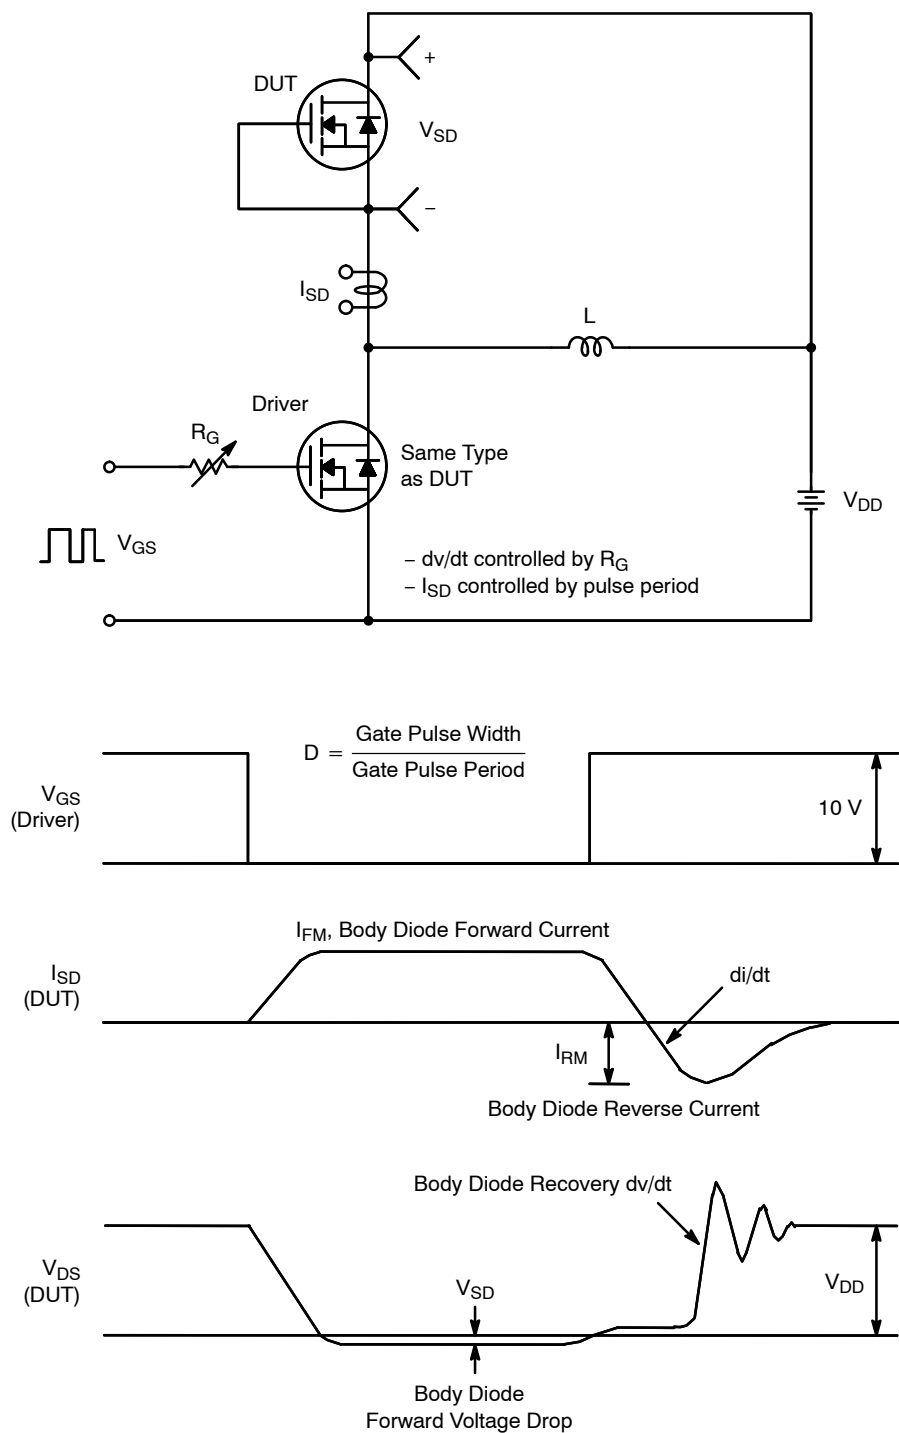 DUT
+
V_SD
−
I_SD
L
Driver
R_G
Same Type
as DUT
V_DD
V_GS
− dv/dt controlled by R_G
− I_SD controlled by pulse period
D = Gate Pulse Width
Gate Pulse Period
V_GS
(Driver)
10 V
I_FM, Body Diode Forward Current
I_SD
(DUT)
di/dt
I_RM
Body Diode Reverse Current
Body Diode Recovery dv/dt
V_DS
(DUT)
V_SD
V_DD
Body Diode
Forward Voltage Drop